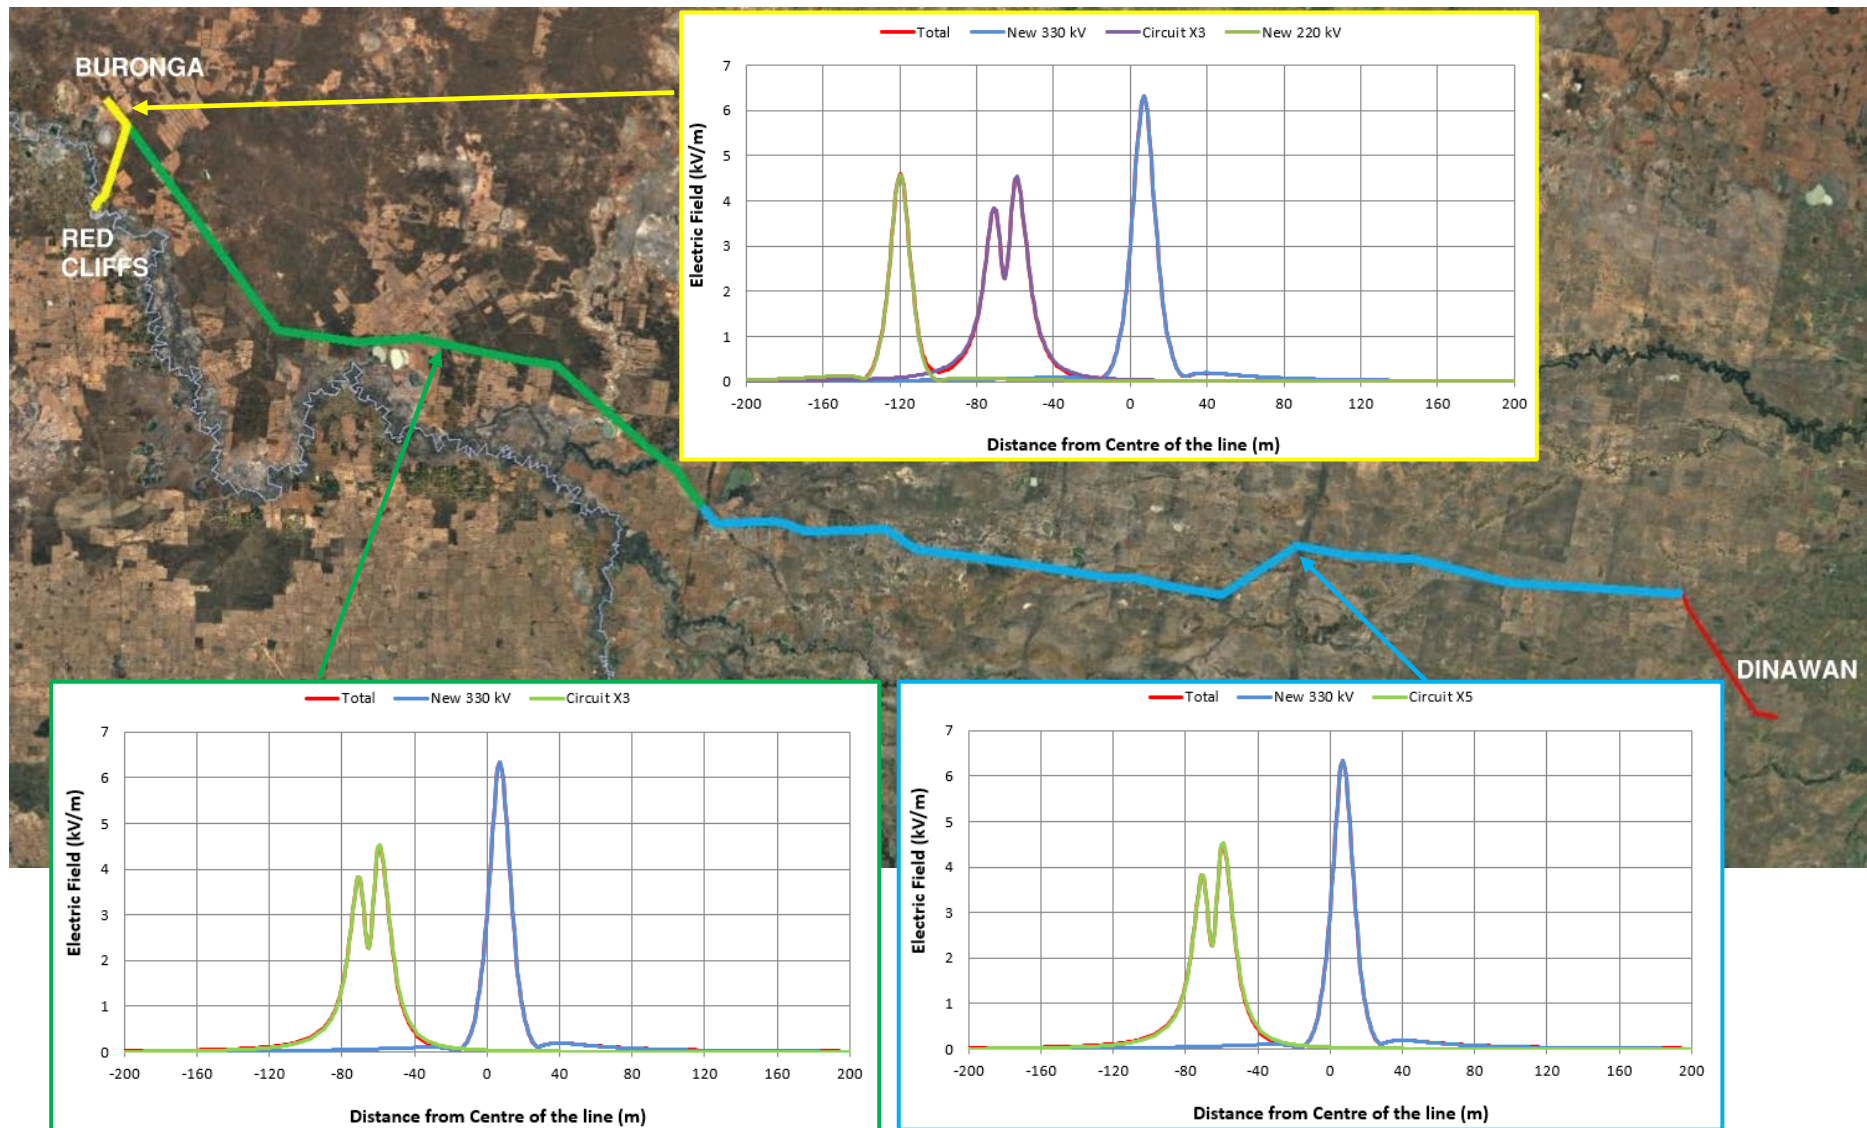 BURONGA
RED
CLIFFS
DINAWAN
Total New 330 kV Circuit X3 New 220 kV
Electric Field (kV/m)
7
6
5
4
3
2
1
0
-200 -160 -120 -80 -40 0 40 80 120 160 200
Distance from Centre of the line (m)
Total New 330 kV Circuit X3
Electric Field (kV/m)
7
6
5
4
3
2
1
0
-200 -160 -120 -80 -40 0 40 80 120 160 200
Distance from Centre of the line (m)
Total New 330 kV Circuit X5
Electric Field (kV/m)
7
6
5
4
3
2
1
0
-200 -160 -120 -80 -40 0 40 80 120 160 200
Distance from Centre of the line (m)